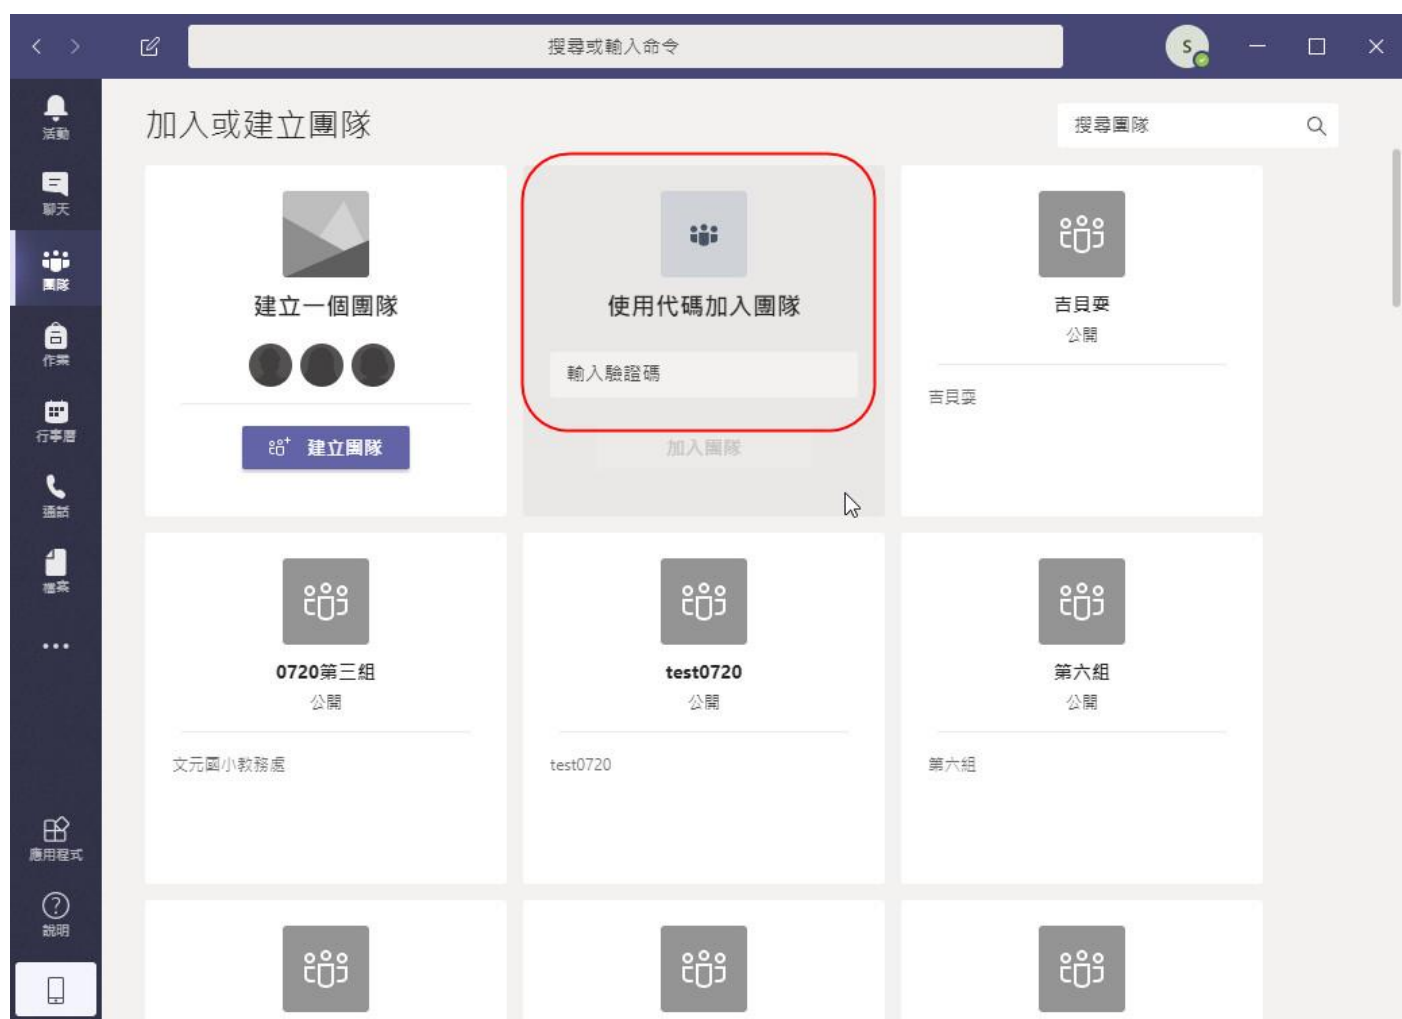 搜尋或輸入命令
S
活動
聊天
團隊
作業
行事曆
通話
檔案
應用程式
說明
加入或建立團隊
搜尋團隊
建立一個團隊
建立團隊
使用代碼加入團隊
輸入驗證碼
加入團隊
吉貝耍
公開
吉貝耍
0720第三組
公開
文元國小教務處
test0720
公開
test0720
第六組
公開
第六組